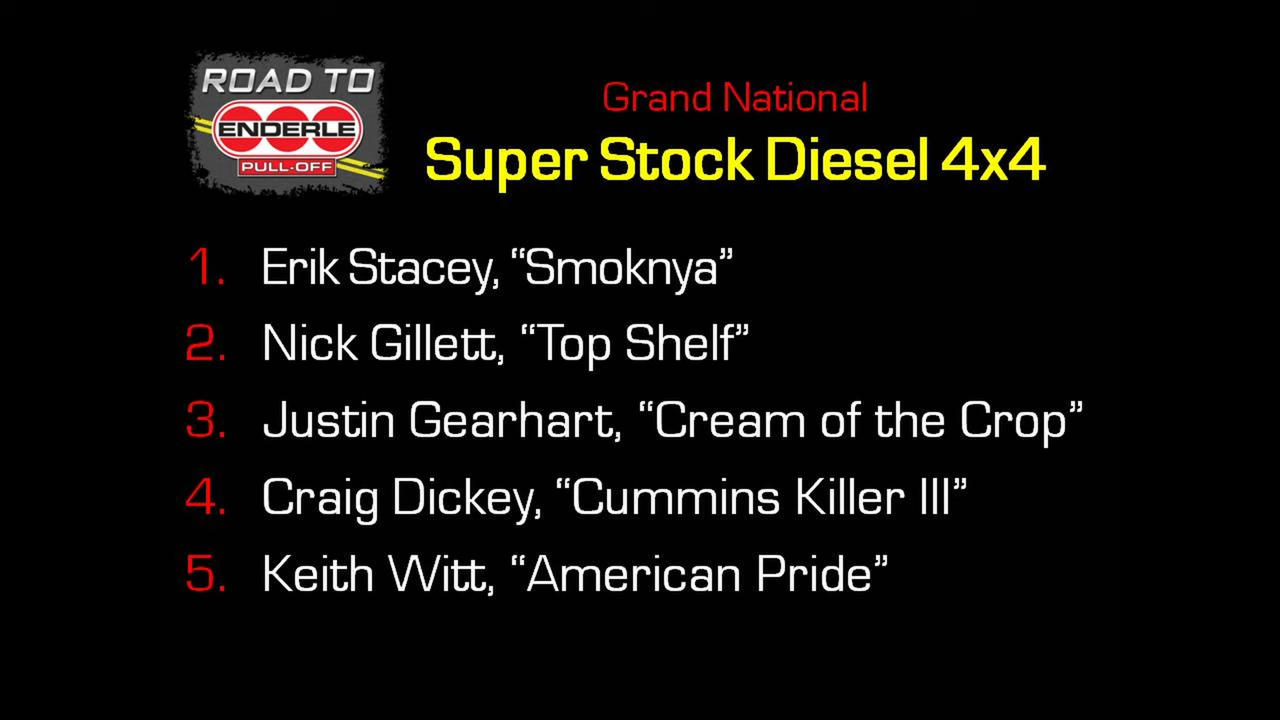 ROAD TO
ENDERLE
PULL-OFF
Grand National
Super Stock Diesel 4x4
1. Erik Stacey, “Smoknya”
2. Nick Gillett, “Top Shelf”
3. Justin Gearhart, “Cream of the Crop”
4. Craig Dickey, “Cummins Killer III”
5. Keith Witt, “American Pride”